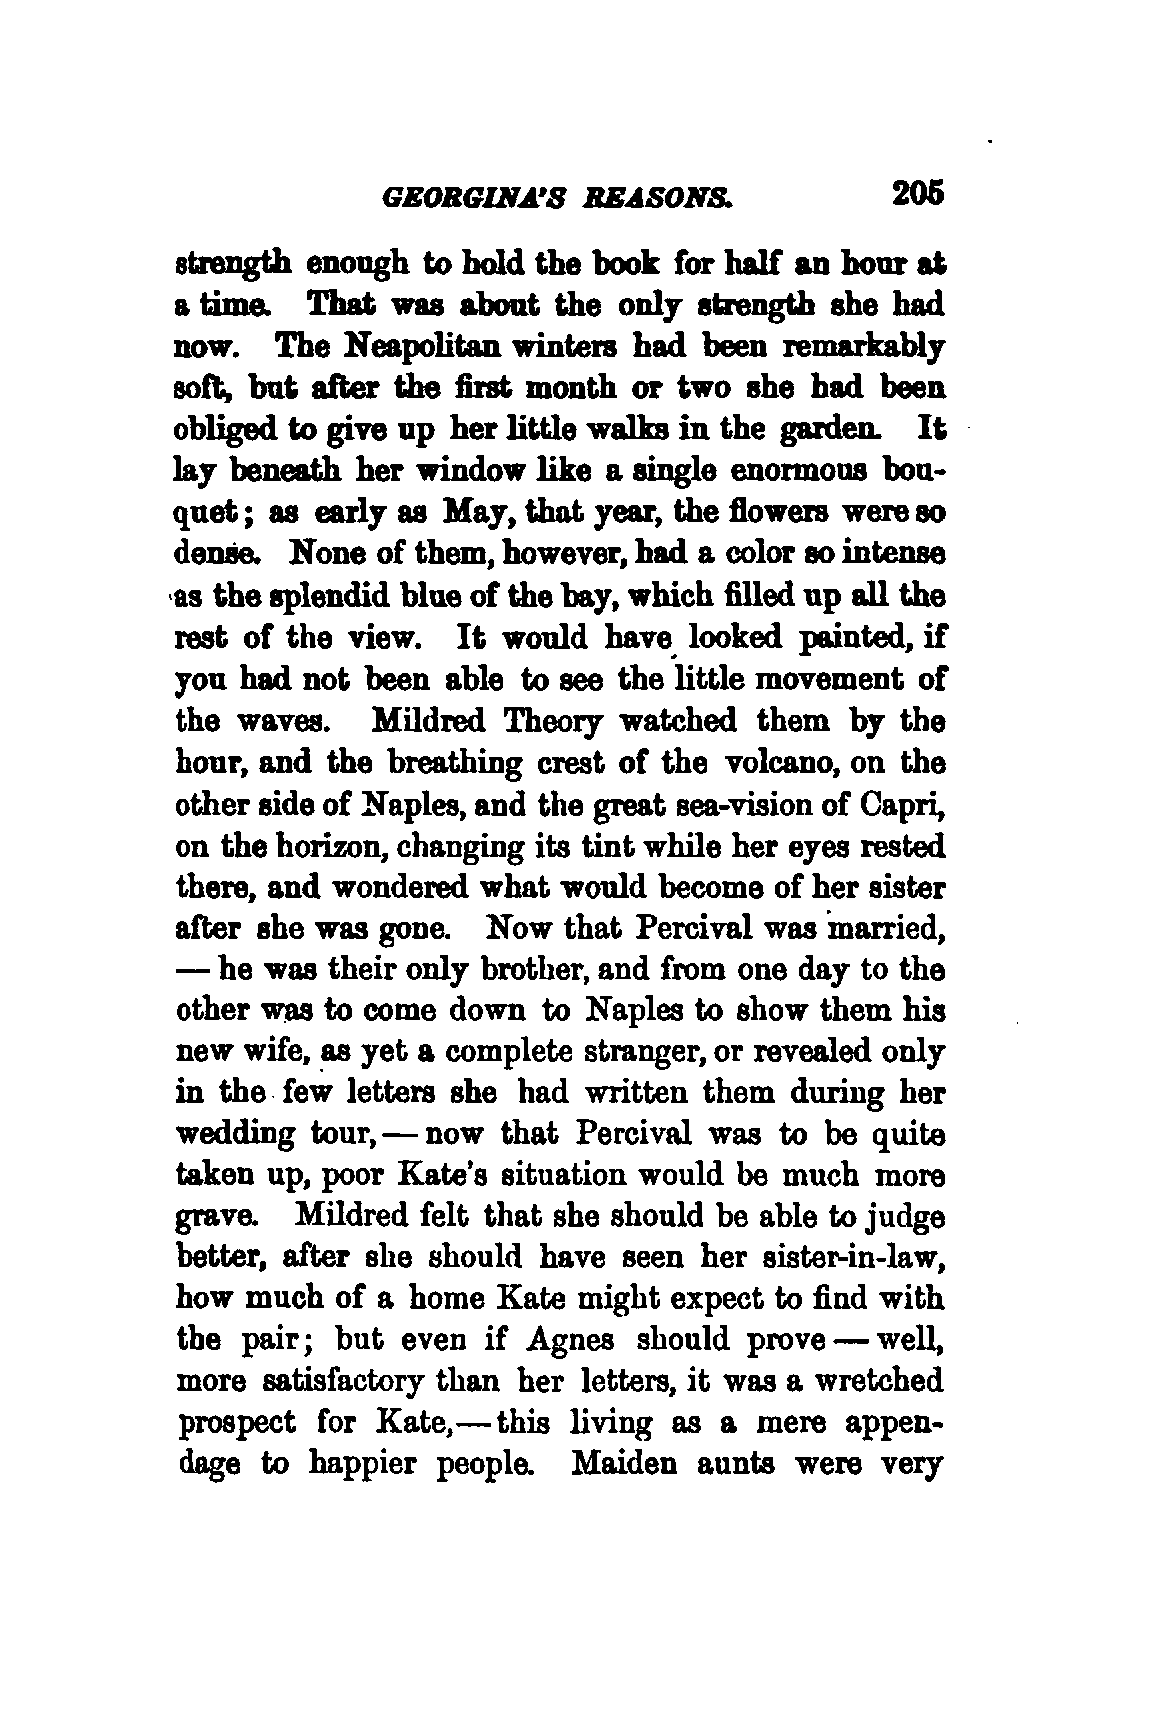 GEORGINA'S REASONS. 205
strength enough to hold the book for half an hour at
a time. That was about the only strength she had
now. The Neapolitan winters had been remarkably
soft, but after the first month or two she had been
obliged to give up her little walks in the garden. It
lay beneath her window like a single enormous bou-
quet; as early as May, that year, the flowers were so
dense. None of them, however, had a color so intense
as the splendid blue of the bay, which filled up all the
rest of the view. It would have looked painted, if
you had not been able to see the little movement of
the waves. Mildred Theory watched them by the
hour, and the breathing crest of the volcano, on the
other side of Naples, and the great sea-vision of Capri,
on the horizon, changing its tint while her eyes rested
there, and wondered what would become of her sister
after she was gone. Now that Percival was married,
— he was their only brother, and from one day to the
other was to come down to Naples to show them his
new wife, as yet a complete stranger, or revealed only
in the few letters she had written them during her
wedding tour, — now that Percival was to be quite
taken up, poor Kate's situation would be much more
grave. Mildred felt that she should be able to judge
better, after she should have seen her sister-in-law,
how much of a home Kate might expect to find with
the pair; but even if Agnes should prove — well,
more satisfactory than her letters, it was a wretched
prospect for Kate, — this living as a mere appen-
dage to happier people. Maiden aunts were very